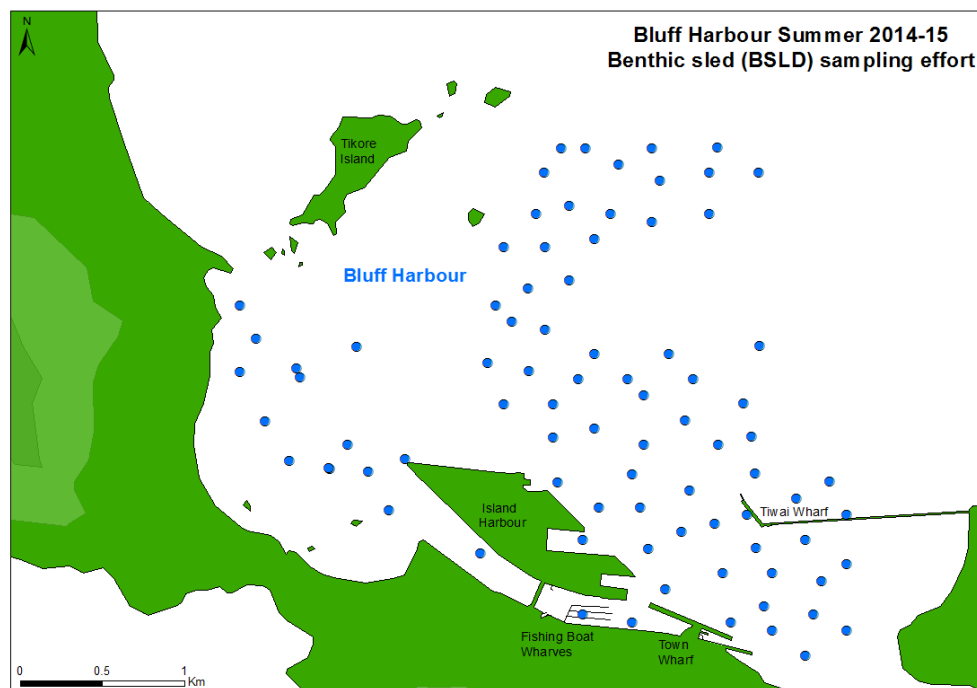 Bluff Harbour Summer 2014-15
Benthic sled (BSLD) sampling effort
N
Tikore
Island
Bluff Harbour
Island
Harbour
Tiwai Wharf
Fishing Boat
Wharves
Town
Wharf
0 0.5 1
Km